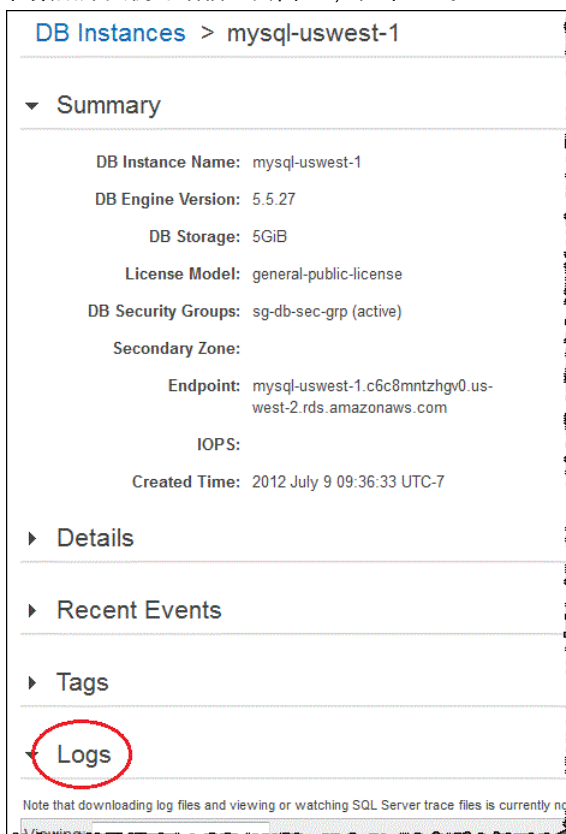 DB Instances > mysql-uswest-1
Summary
DB Instance Name: mysql-uswest-1
DB Engine Version: 5.5.27
DB Storage: 5GiB
License Model: general-public-license
DB Security Groups: sg-db-sec-grp (active)
Secondary Zone:
Endpoint: mysql-uswest-1.c6c8mntzhgv0.us-
west-2.rds.amazonaws.com
IOPS:
Created Time: 2012 July 9 09:36:33 UTC-7
Details
Recent Events
Tags
Logs
Note that downloading log files and viewing or watching SQL Server trace files is currently